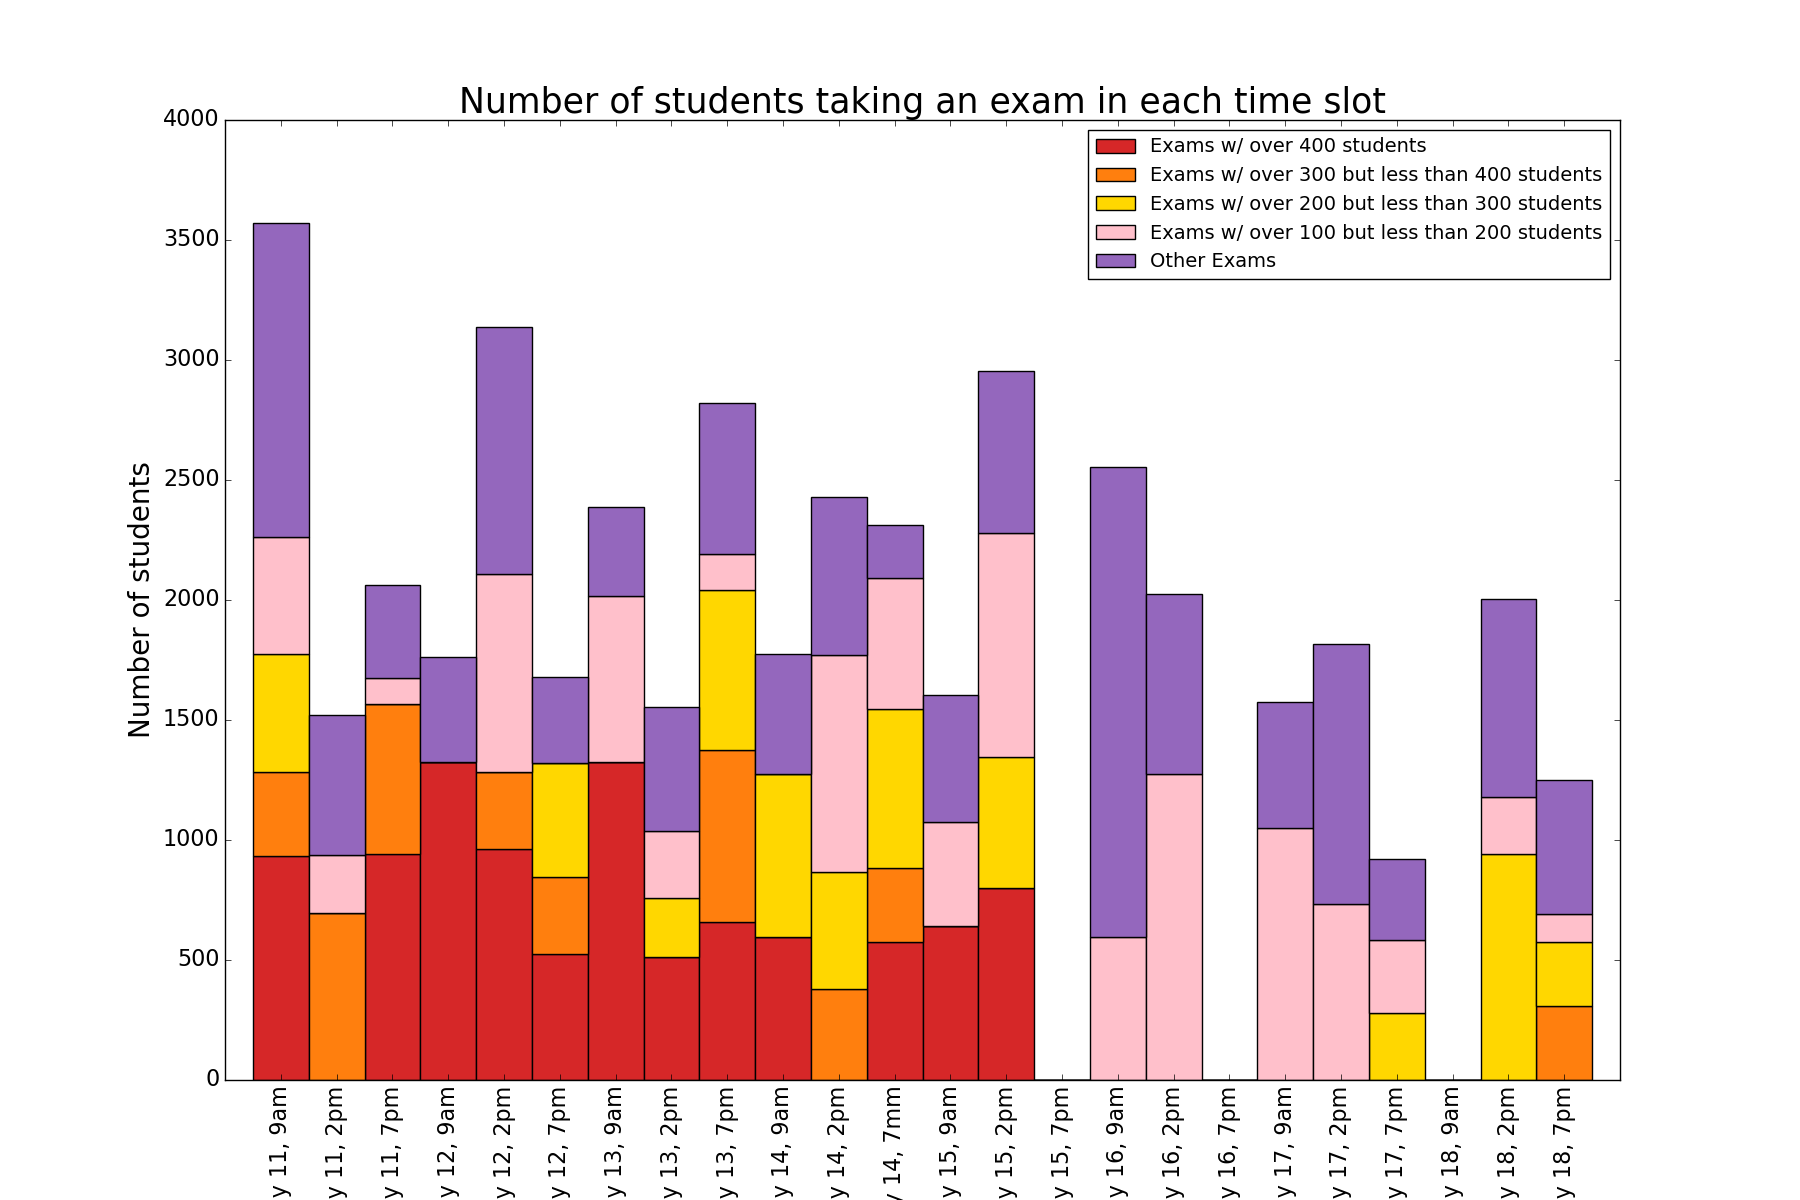 Number of students taking an exam in each time slot
Exams w/ over 400 students
Exams w/ over 300 but less than 400 students
Exams w/ over 200 but less than 300 students
Exams w/ over 100 but less than 200 students
Other Exams
Number of students
4000
3500
3000
2500
2000
1500
1000
500
0
y 11, 9am
y 11, 2pm
y 11, 7pm
y 12, 9am
y 12, 2pm
y 12, 7pm
y 13, 9am
y 13, 2pm
y 13, 7pm
y 14, 9am
y 14, 2pm
y 14, 7mm
y 15, 9am
y 15, 2pm
y 15, 7pm
y 16, 9am
y 16, 2pm
y 16, 7pm
y 17, 9am
y 17, 2pm
y 17, 7pm
y 18, 9am
y 18, 2pm
y 18, 7pm